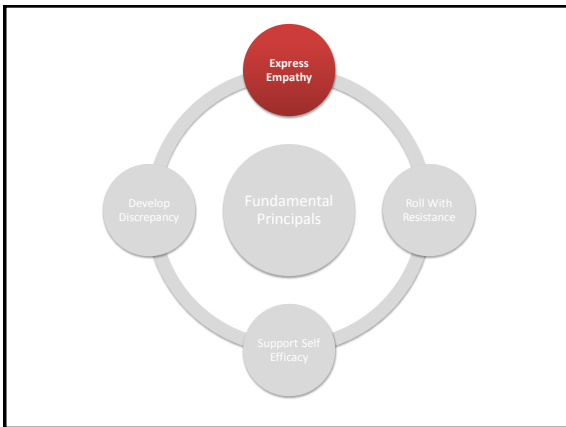 Express
Empathy
Develop
Discrepancy
Fundamental
Principals
Roll With
Resistance
Support Self
Efficacy